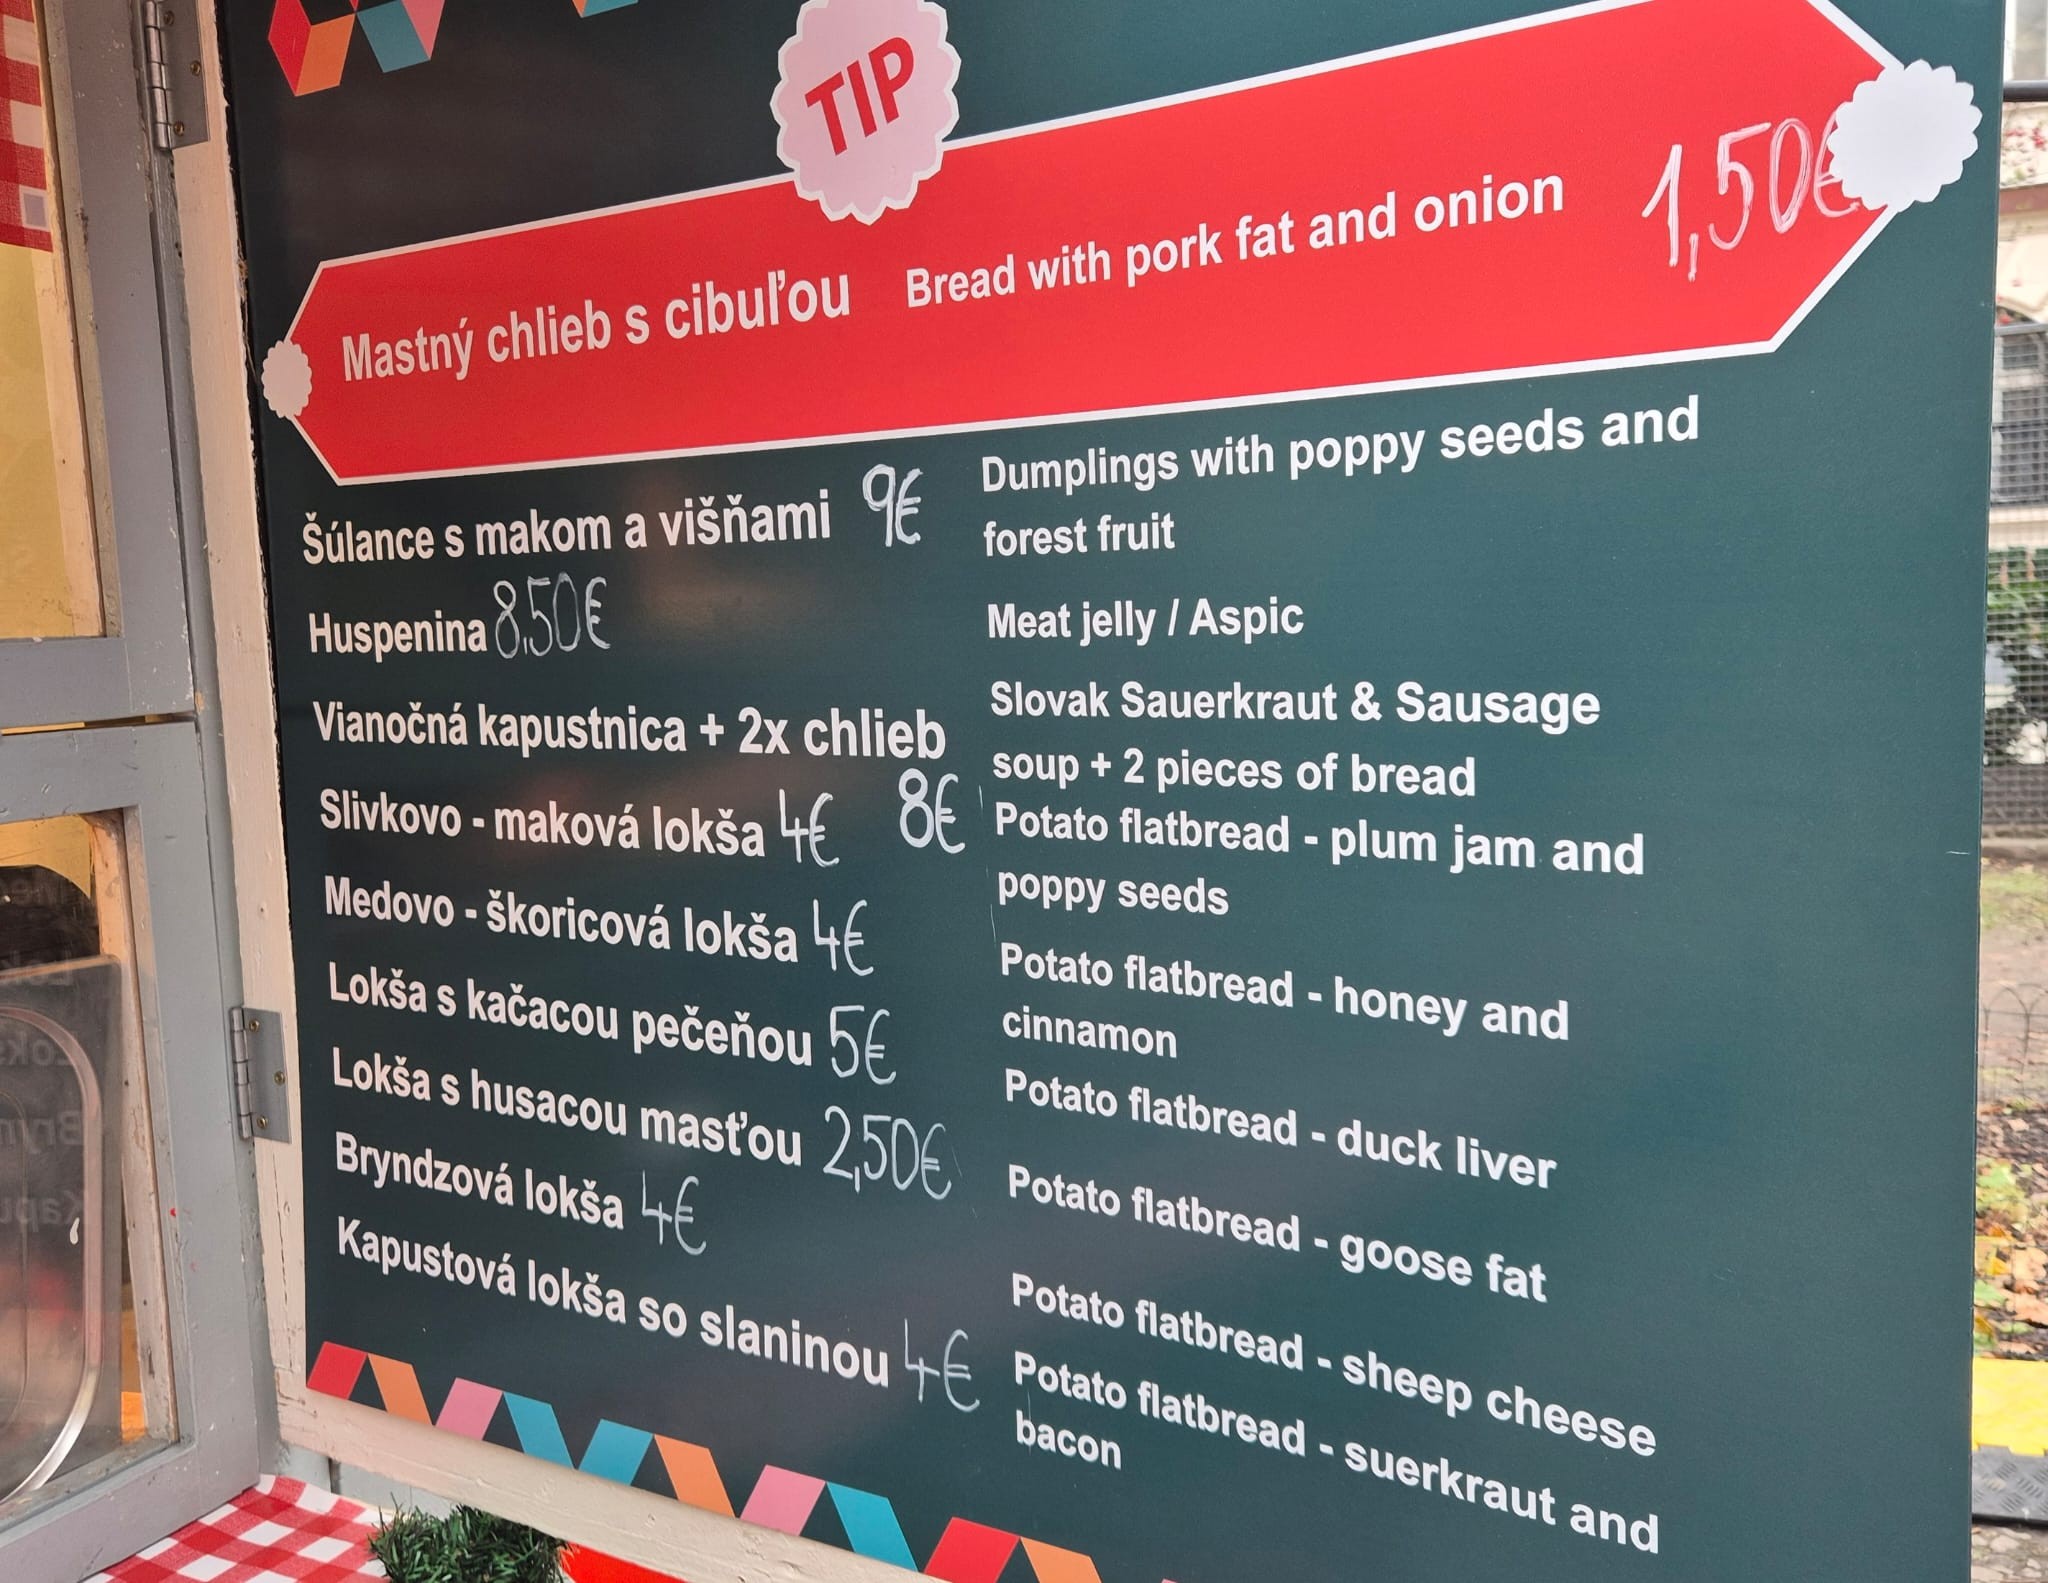 TIP
Mastný chlieb s cibuľou Bread with pork fat and onion 1,50€
Šúlance s makom a višňami 9€
Dumplings with poppy seeds and
forest fruit
Huspenina 8,50€
Meat jelly / Aspic
Vianočná kapustnica + 2x chlieb
8€
Slovak Sauerkraut & Sausage
soup + 2 pieces of bread
Slivkovo - maková lokša 4€
Potato flatbread - plum jam and
poppy seeds
Medovo - škoricová lokša 4€
Potato flatbread - honey and
cinnamon
Lokša s kačacou pečeňou 5€
Potato flatbread - duck liver
Lokša s husacou masťou 2,50€
Potato flatbread - goose fat
Bryndzová lokša 4€
Potato flatbread - sheep cheese
Kapustová lokša so slaninou 4€
Potato flatbread - suerkraut and
bacon